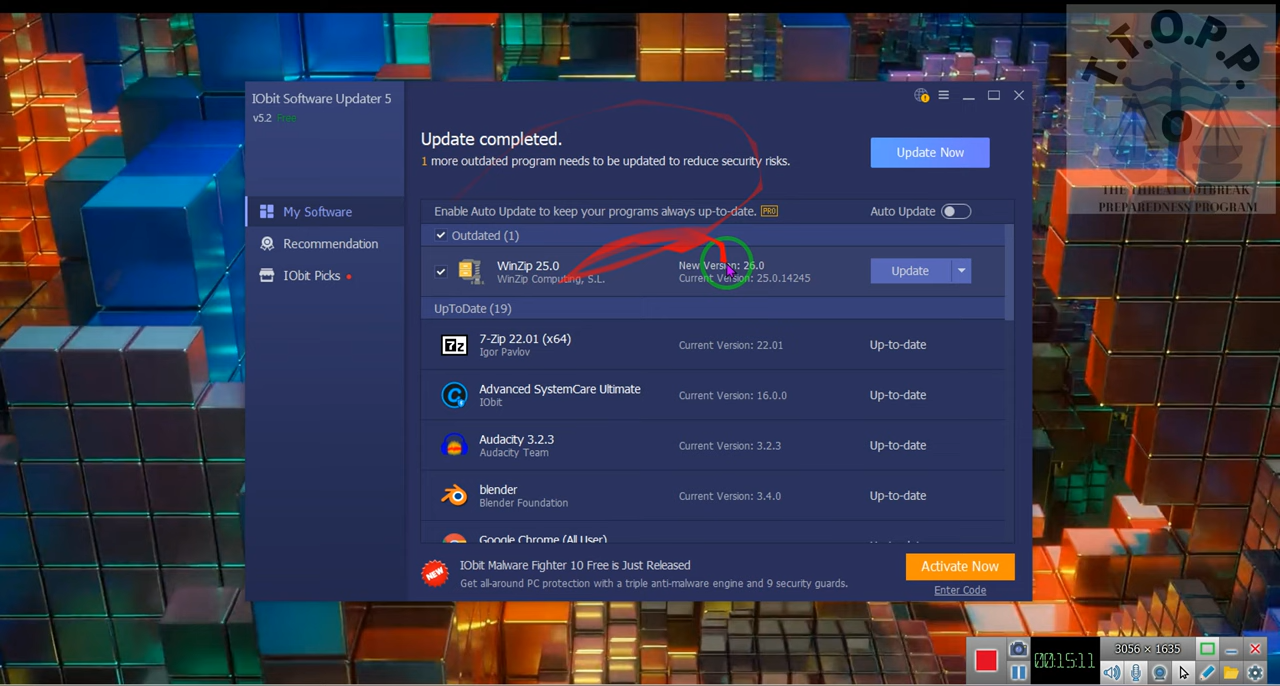 T.T.O.P.P.
O
THE THREAT OUTBREAK
PREPAREDNESS PROGRAM
IObit Software Updater 5
v5.2 Free
Update completed.
1 more outdated program needs to be updated to reduce security risks.
Update Now
My Software
Recommendation
IObit Picks
Enable Auto Update to keep your programs always up-to-date. PRO
Auto Update
Outdated (1)
WinZip 25.0
WinZip Computing, S.L.
New Version: 26.0
Current Version: 25.0.14245
Update
UpToDate (19)
7z
7-Zip 22.01 (x64)
Igor Pavlov
Current Version: 22.01
Up-to-date
Advanced SystemCare Ultimate
IObit
Current Version: 16.0.0
Up-to-date
Audacity 3.2.3
Audacity Team
Current Version: 3.2.3
Up-to-date
blender
Blender Foundation
Current Version: 3.4.0
Up-to-date
Google Chrome (All User)
NEW
IObit Malware Fighter 10 Free is Just Released
Get all-around PC protection with a triple anti-malware engine and 9 security guards.
Activate Now
Enter Code
00:15:11
3056 × 1635